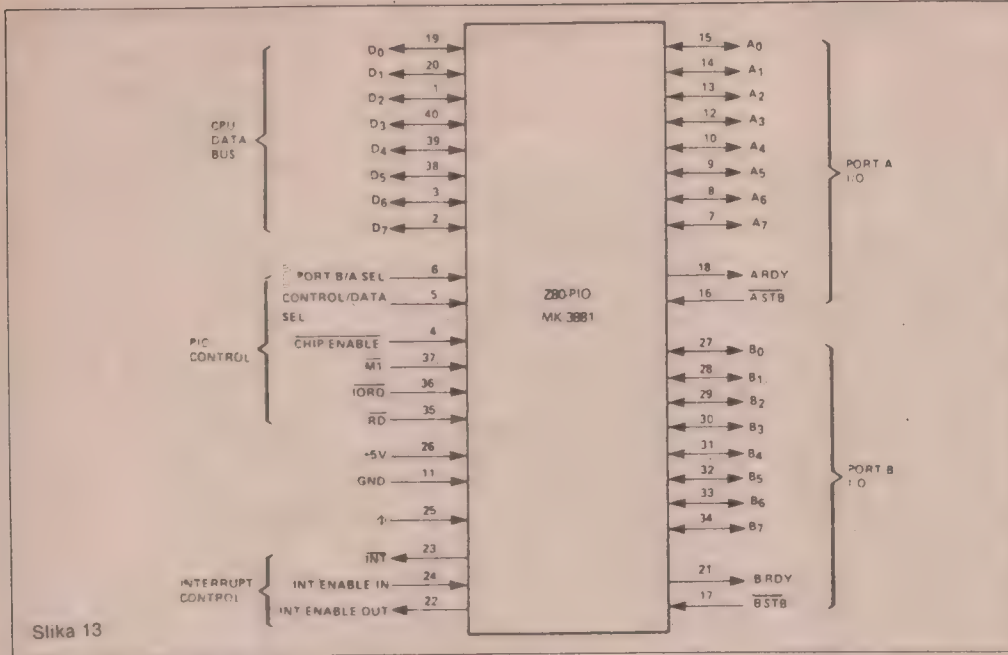 D0 19
D1 20
D2 1
D3 40
D4 39
D5 38
D6 3
D7 2
CPU
DATA
BUS
PORT B/A SEL 6
CONTROL/DATA 5
SEL
CHIP ENABLE 4
M1 37
IORQ 36
RD 35
PIC
CONTROL
+5V 26
GND 11
25
INT 23
INT ENABLE IN 24
INT ENABLE OUT 22
INTERRUPT
CONTROL
Z80-PIO
MK 3881
15 A0
14 A1
13 A2
12 A3
10 A4
9 A5
8 A6
7 A7
18 ARDY
16 ASTB
PORT A
I/O
27 B0
28 B1
29 B2
30 B3
31 B4
32 B5
33 B6
34 B7
21 BRDY
17 BSTB
PORT B
I/O
Slika 13